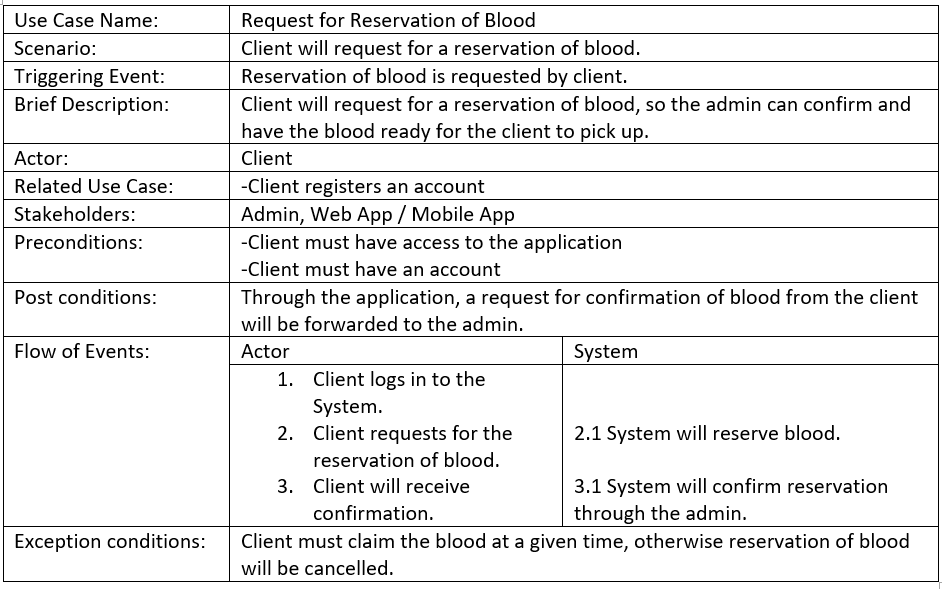 Use Case Name: Request for Reservation of Blood
Scenario: Client will request for a reservation of blood.
Triggering Event: Reservation of blood is requested by client.
Brief Description: Client will request for a reservation of blood, so the admin can confirm and
have the blood ready for the client to pick up.
Actor: Client
Related Use Case: -Client registers an account
Stakeholders: Admin, Web App / Mobile App
Preconditions: -Client must have access to the application
-Client must have an account
Post conditions: Through the application, a request for confirmation of blood from the client
will be forwarded to the admin.
Flow of Events: Actor System
1. Client logs in to the
System.
2. Client requests for the 2.1 System will reserve blood.
reservation of blood.
3. Client will receive 3.1 System will confirm reservation
confirmation. through the admin.
Exception conditions: Client must claim the blood at a given time, otherwise reservation of blood
will be cancelled.